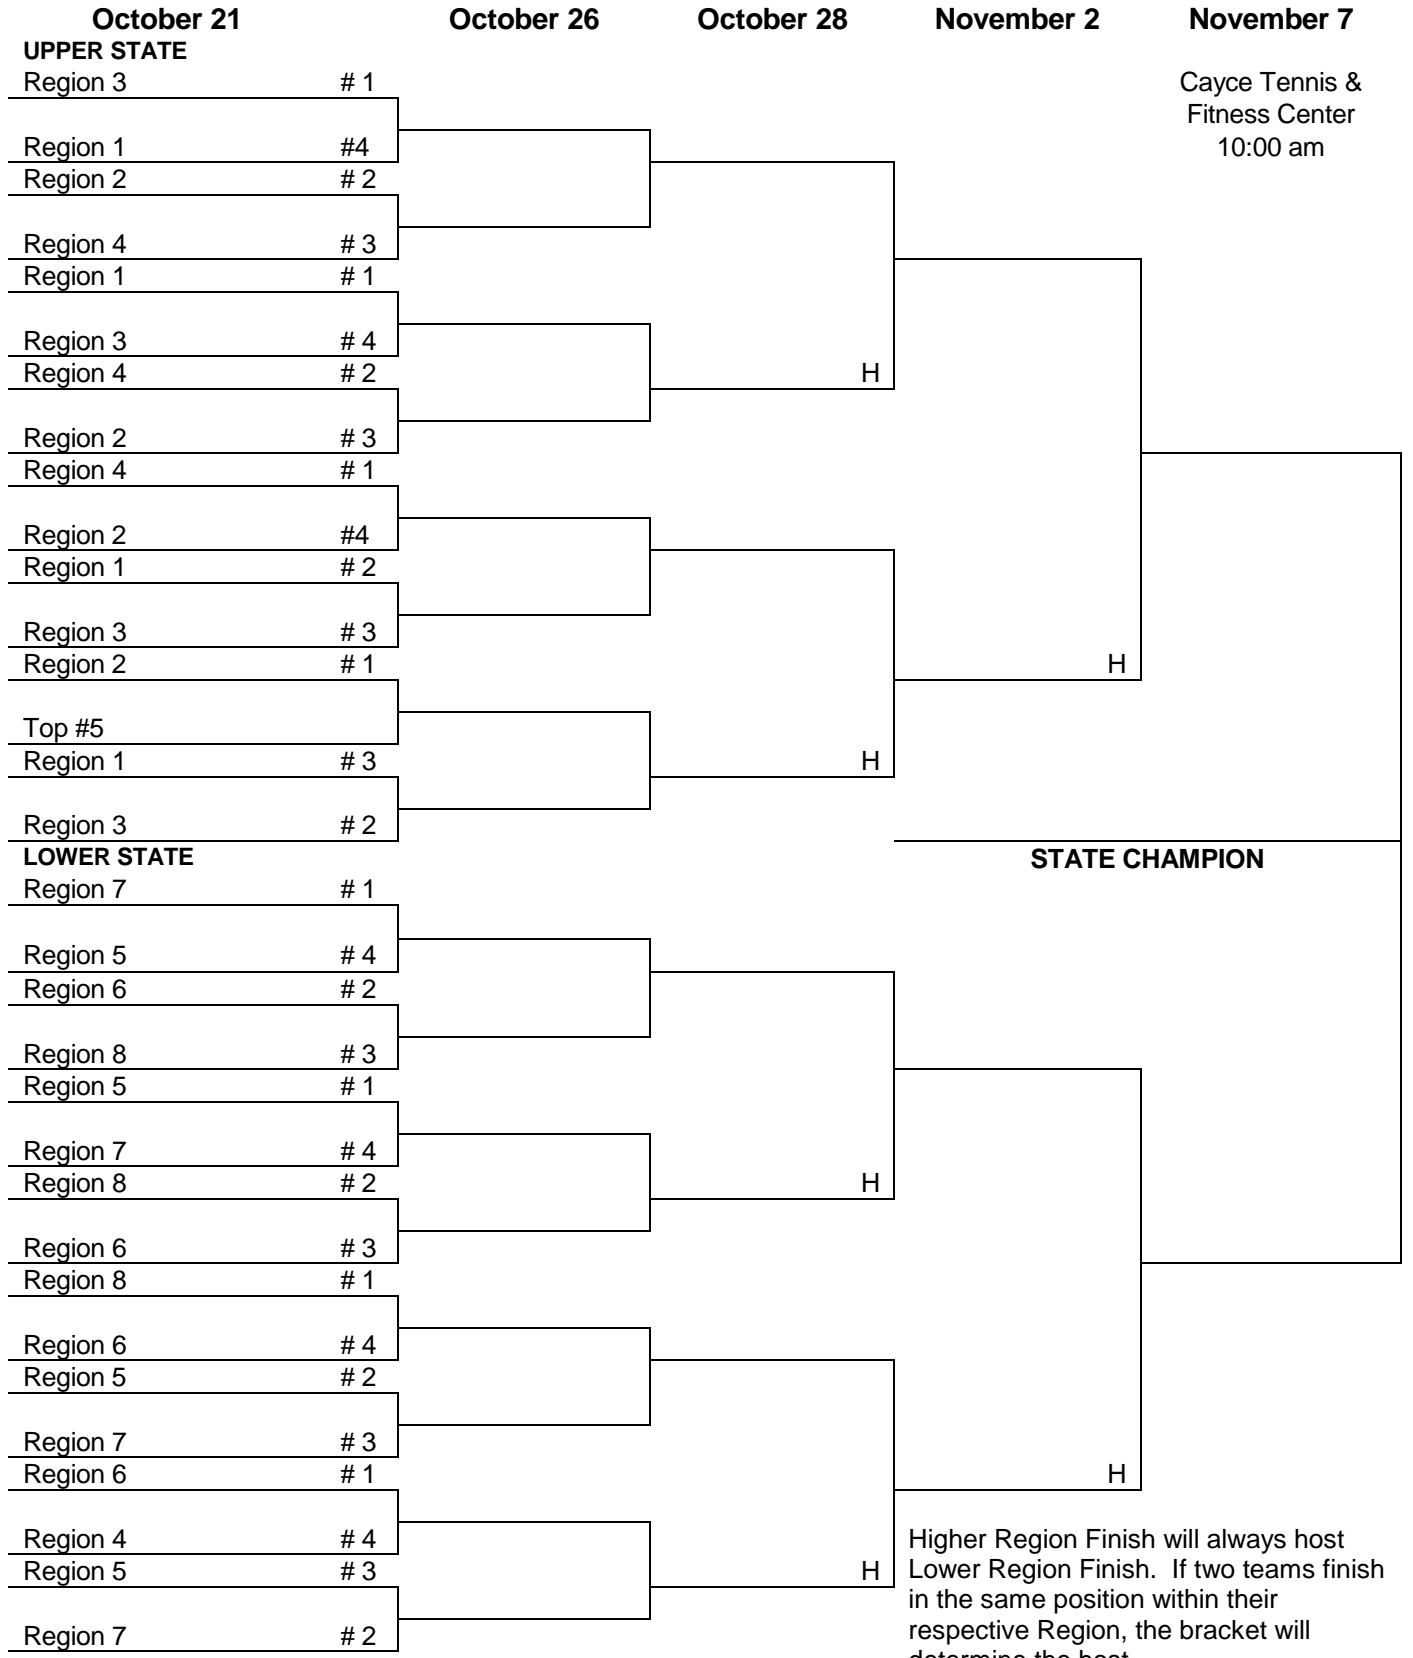 October 21 October 26 October 28 November 2 November 7
UPPER STATE
Region 3 # 1 Cayce Tennis &
Fitness Center
Region 1 #4 10:00 am
Region 2 # 2
Region 4 # 3
Region 1 # 1
Region 3 # 4
Region 4 # 2 H
Region 2 # 3
Region 4 # 1
Region 2 #4
Region 1 # 2
Region 3 # 3
Region 2 # 1 H
Top #5
Region 1 # 3 H
Region 3 # 2
LOWER STATE STATE CHAMPION
Region 7 # 1
Region 5 # 4
Region 6 # 2
Region 8 # 3
Region 5 # 1
Region 7 # 4
Region 8 # 2 H
Region 6 # 3
Region 8 # 1
Region 6 # 4
Region 5 # 2
Region 7 # 3
Region 6 # 1 H
Region 4 # 4 Higher Region Finish will always host
Region 5 # 3 H Lower Region Finish. If two teams finish
in the same position within their
Region 7 # 2 respective Region, the bracket will
determine the host